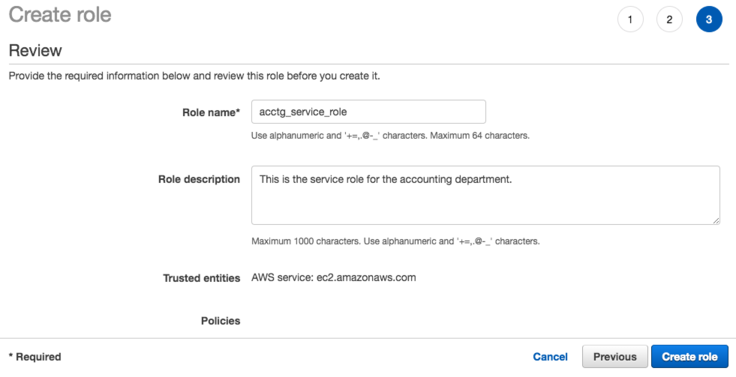 Create role
1 2 3
Review
Provide the required information below and review this role before you create it.
Role name* acctg_service_role
Use alphanumeric and '+=,.@-_' characters. Maximum 64 characters.
Role description This is the service role for the accounting department.
Maximum 1000 characters. Use alphanumeric and '+=,.@-_' characters.
Trusted entities AWS service: ec2.amazonaws.com
Policies
* Required Cancel Previous Create role